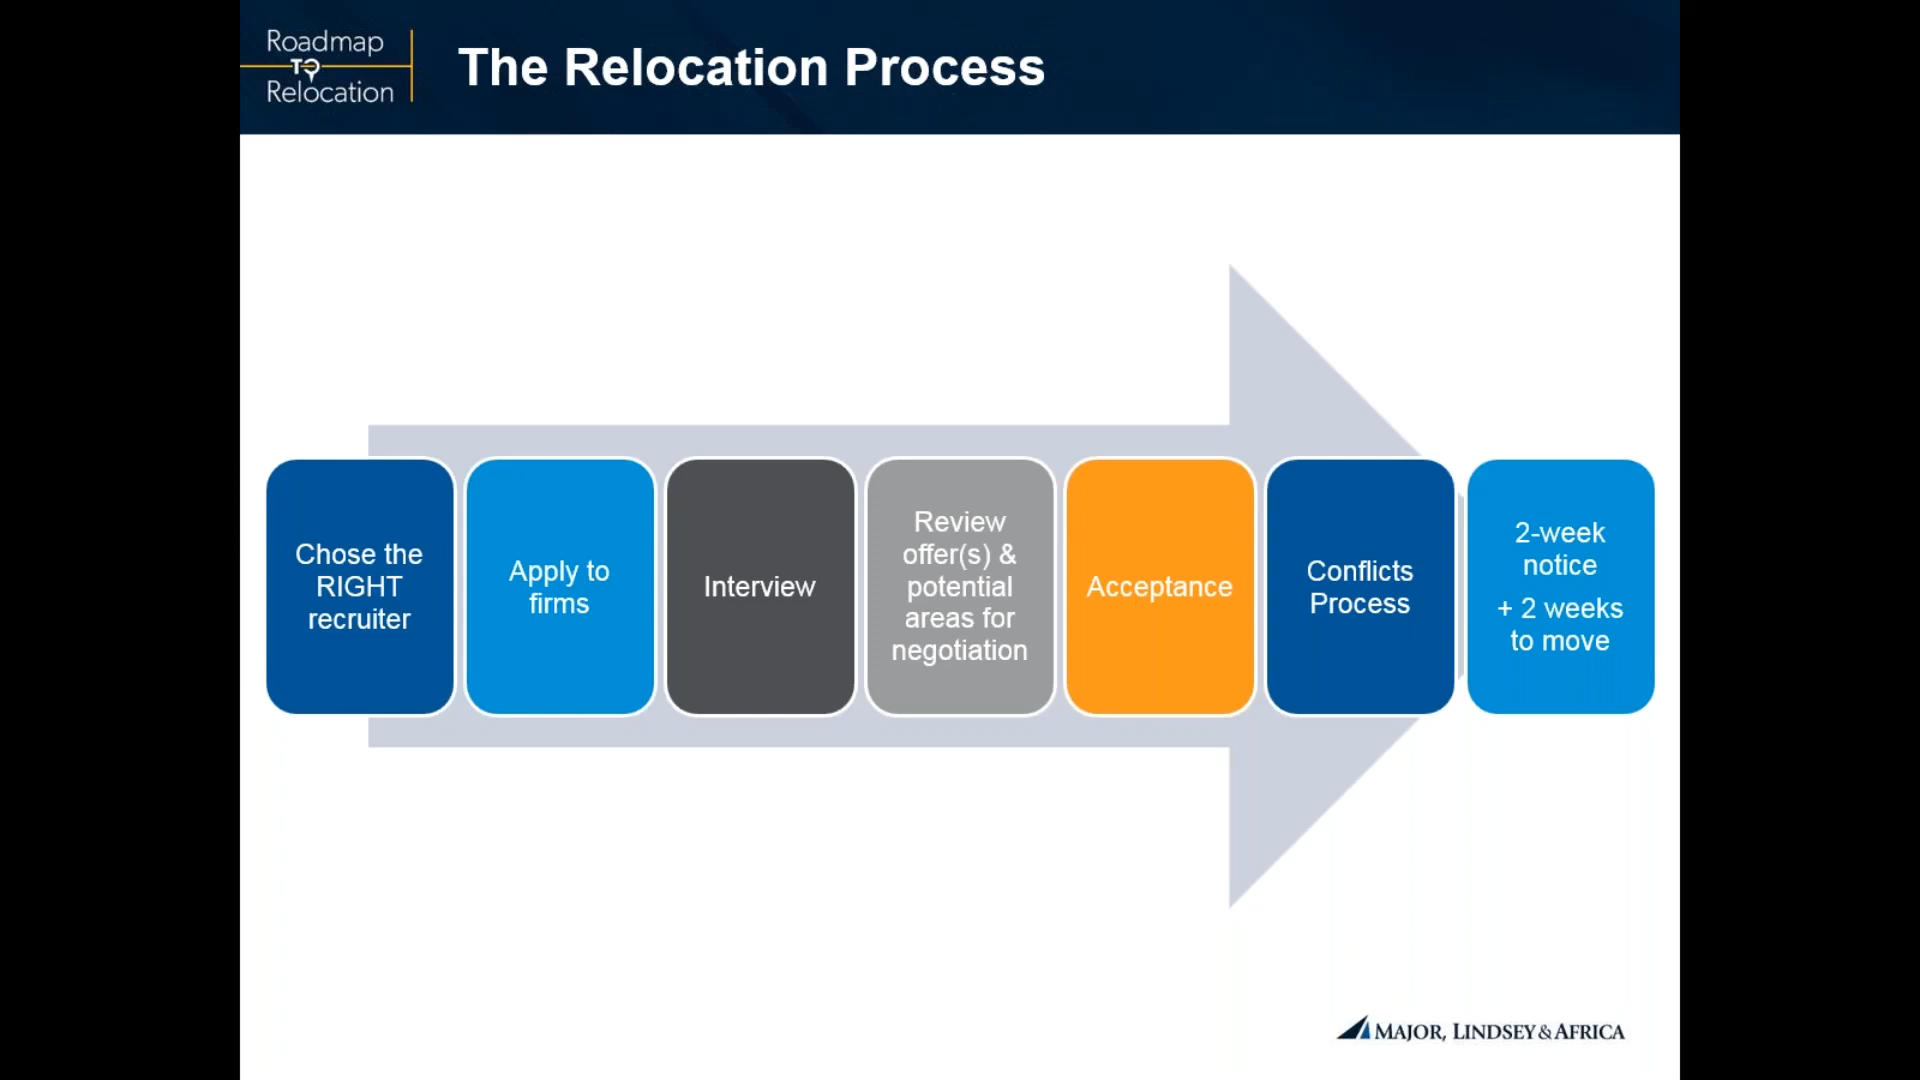 Roadmap
TO
Relocation
The Relocation Process
Chose the
RIGHT
recruiter
Apply to
firms
Interview
Review
offer(s) &
potential
areas for
negotiation
Acceptance
Conflicts
Process
2-week
notice
+ 2 weeks
to move
MAJOR, LINDSEY & AFRICA